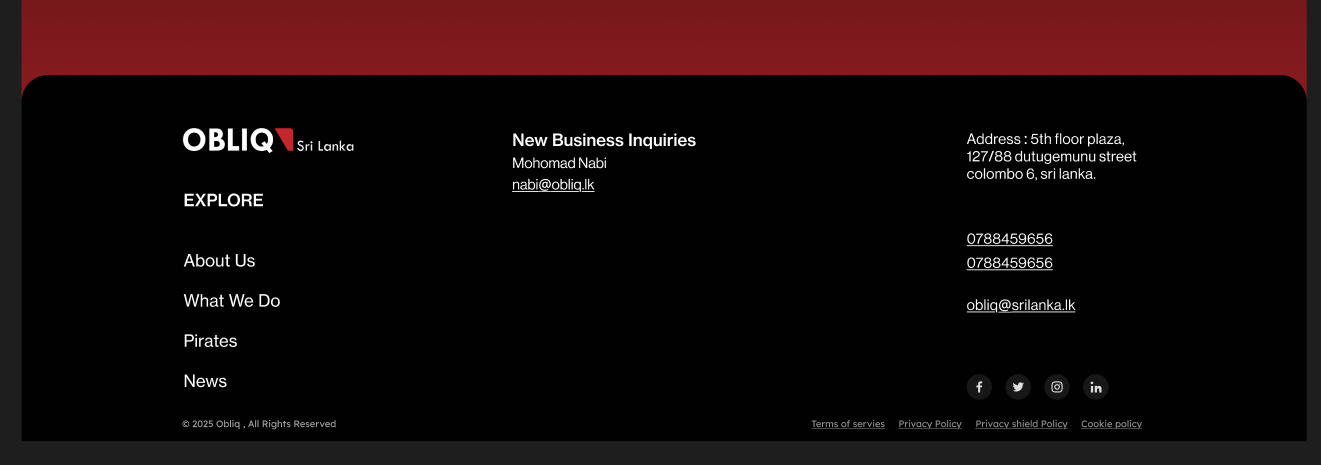 OBLIQ Sri Lanka
EXPLORE
About Us
What We Do
Pirates
News
© 2025 Obliq , All Rights Reserved
New Business Inquiries
Mohomad Nabi
nabi@obliq.lk
Address : 5th floor plaza,
127/88 dutugemunu street
colombo 6, sri lanka.
0788459656
0788459656
obliq@srilanka.lk
Terms of servies Privacy Policy Privacy shield Policy Cookie policy